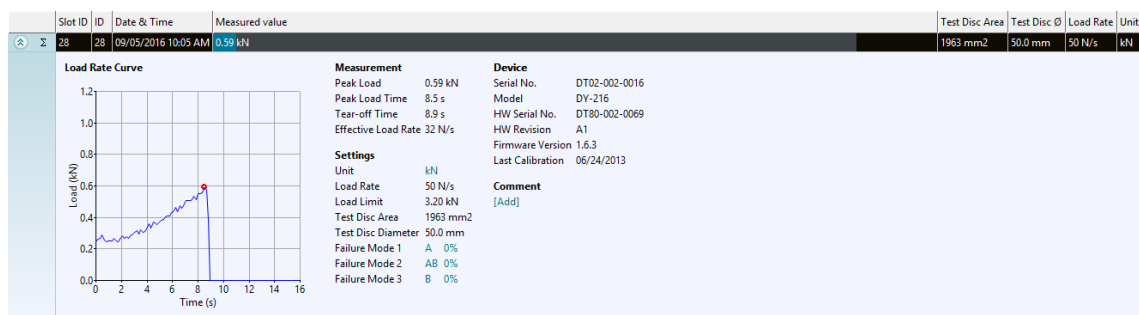 Slot ID ID Date & Time Measured value Test Disc Area Test Disc Ø Load Rate Unit
Σ 28 28 09/05/2016 10:05 AM 0.59 kN 1963 mm2 50.0 mm 50 N/s kN
Load Rate Curve
1.2
1.0
0.8
0.6
0.4
0.2
0.0
Load (kN)
0 2 4 6 8 10 12 14 16
Time (s)
Measurement
Peak Load 0.59 kN
Peak Load Time 8.5 s
Tear-off Time 8.9 s
Effective Load Rate 32 N/s
Settings
Unit kN
Load Rate 50 N/s
Load Limit 3.20 kN
Test Disc Area 1963 mm2
Test Disc Diameter 50.0 mm
Failure Mode 1 A 0%
Failure Mode 2 AB 0%
Failure Mode 3 B 0%
Device
Serial No. DT02-002-0016
Model DY-216
HW Serial No. DT80-002-0069
HW Revision A1
Firmware Version 1.6.3
Last Calibration 06/24/2013
Comment
[Add]